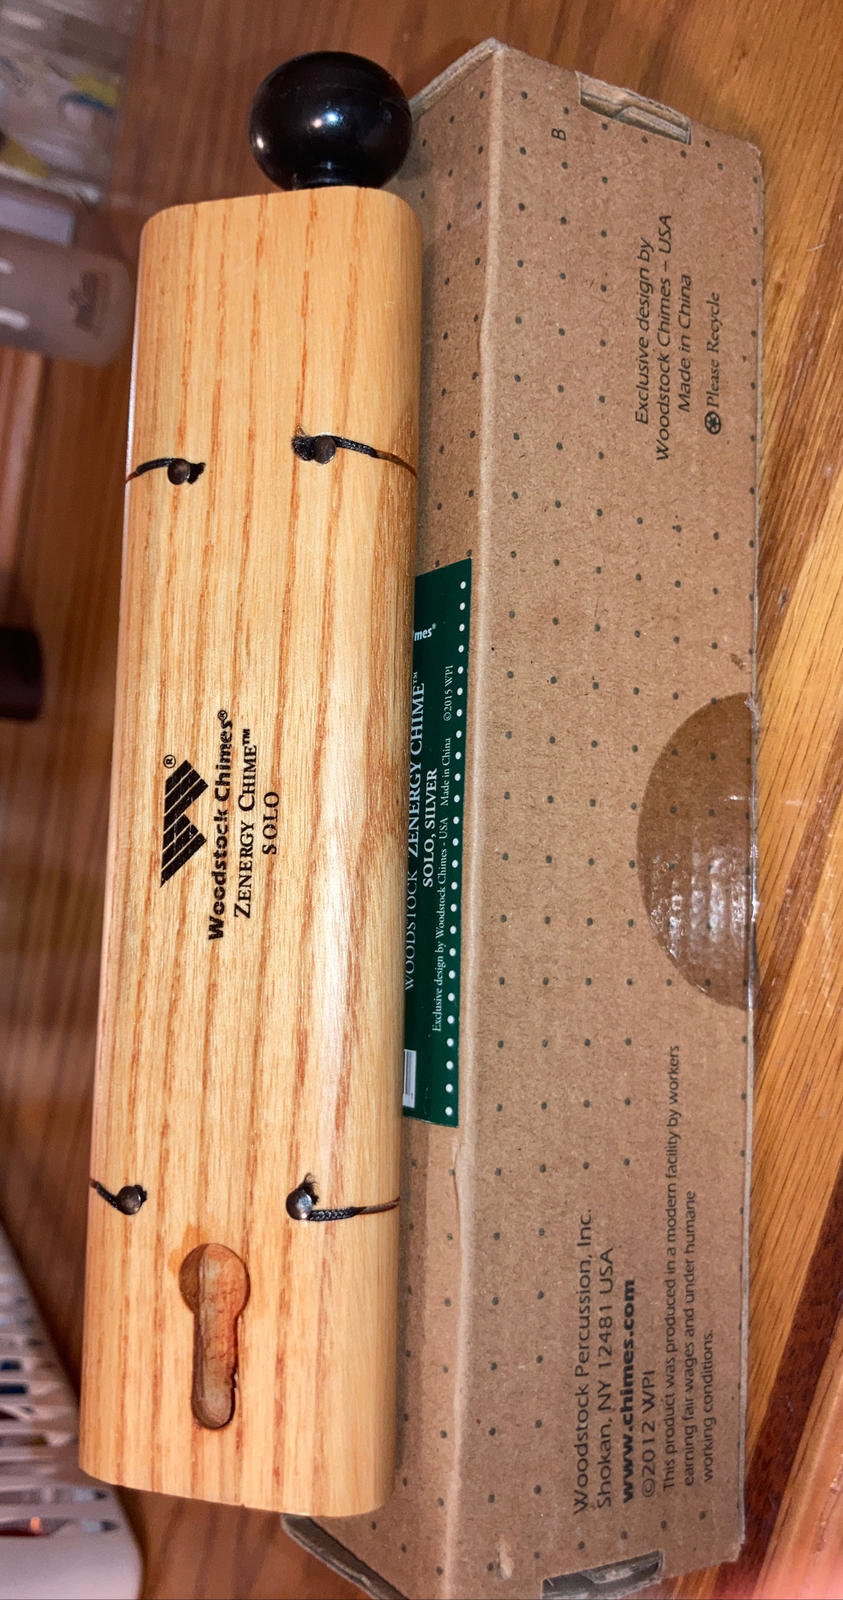 ®
Woodstock Chimes®
ZENERGY CHIME™
SOLO
mes®
WOODSTOCK ZENERGY CHIME™
SOLO, SILVER
Exclusive design by Woodstock Chimes - USA Made in China ©2015 WPI
B
Exclusive design by
Woodstock Chimes – USA
Made in China
Please Recycle
Woodstock Percussion, Inc.
Shokan, NY 12481 USA
www.chimes.com
©2012 WPI
This product was produced in a modern facility by workers
earning fair wages and under humane
working conditions.